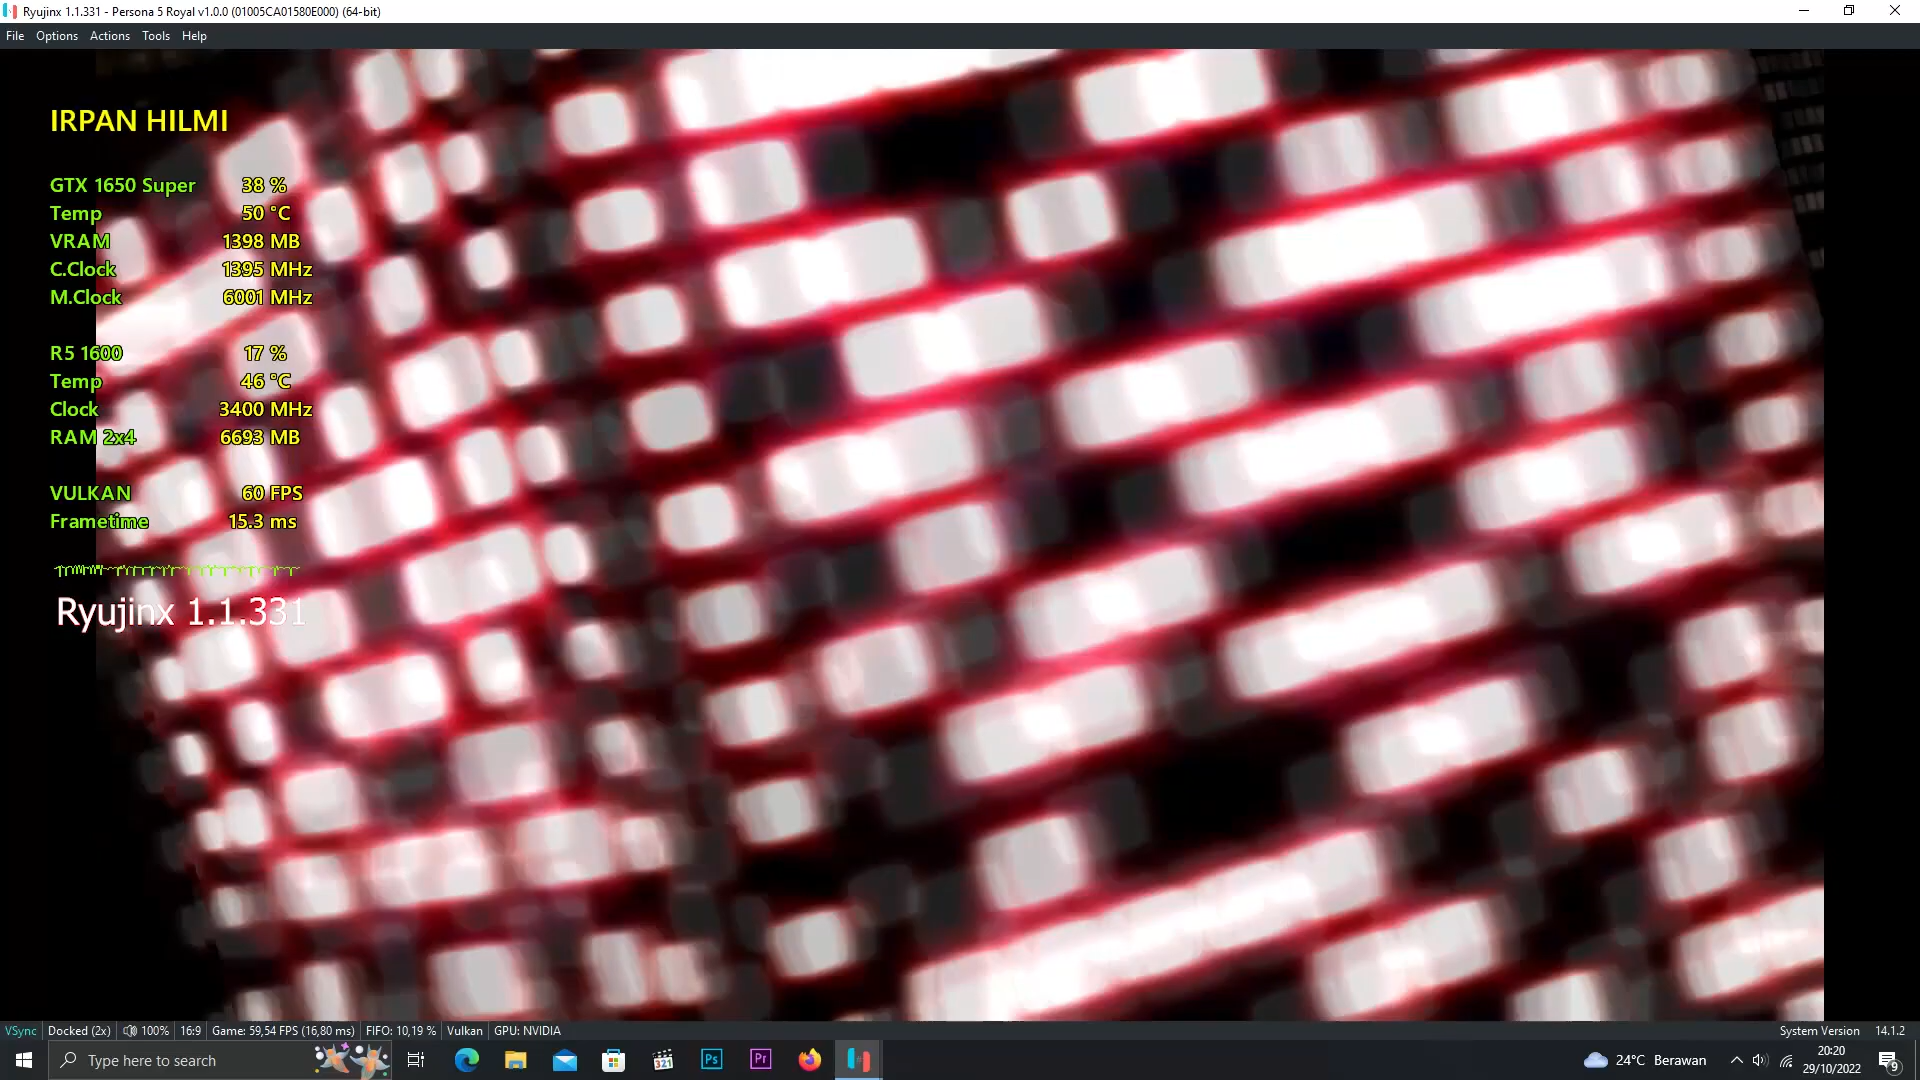 Ryujinx 1.1.331 - Persona 5 Royal v1.0.0 (01005CA01580E000) (64-bit)
File Options Actions Tools Help
IRPAN HILMI
GTX 1650 Super 38 %
Temp 50 °C
VRAM 1398 MB
C.Clock 1395 MHz
M.Clock 6001 MHz
R5 1600 17 %
Temp 46 °C
Clock 3400 MHz
RAM 2x4 6693 MB
VULKAN 60 FPS
Frametime 15.3 ms
Ryujinx 1.1.331
VSync Docked (2x) 100% 16:9 Game: 59,54 FPS (16,80 ms) FIFO: 10,19 % Vulkan GPU: NVIDIA System Version 14.1.2
Type here to search 321 Ps Pr 24°C Berawan 20:20
29/10/2022 9